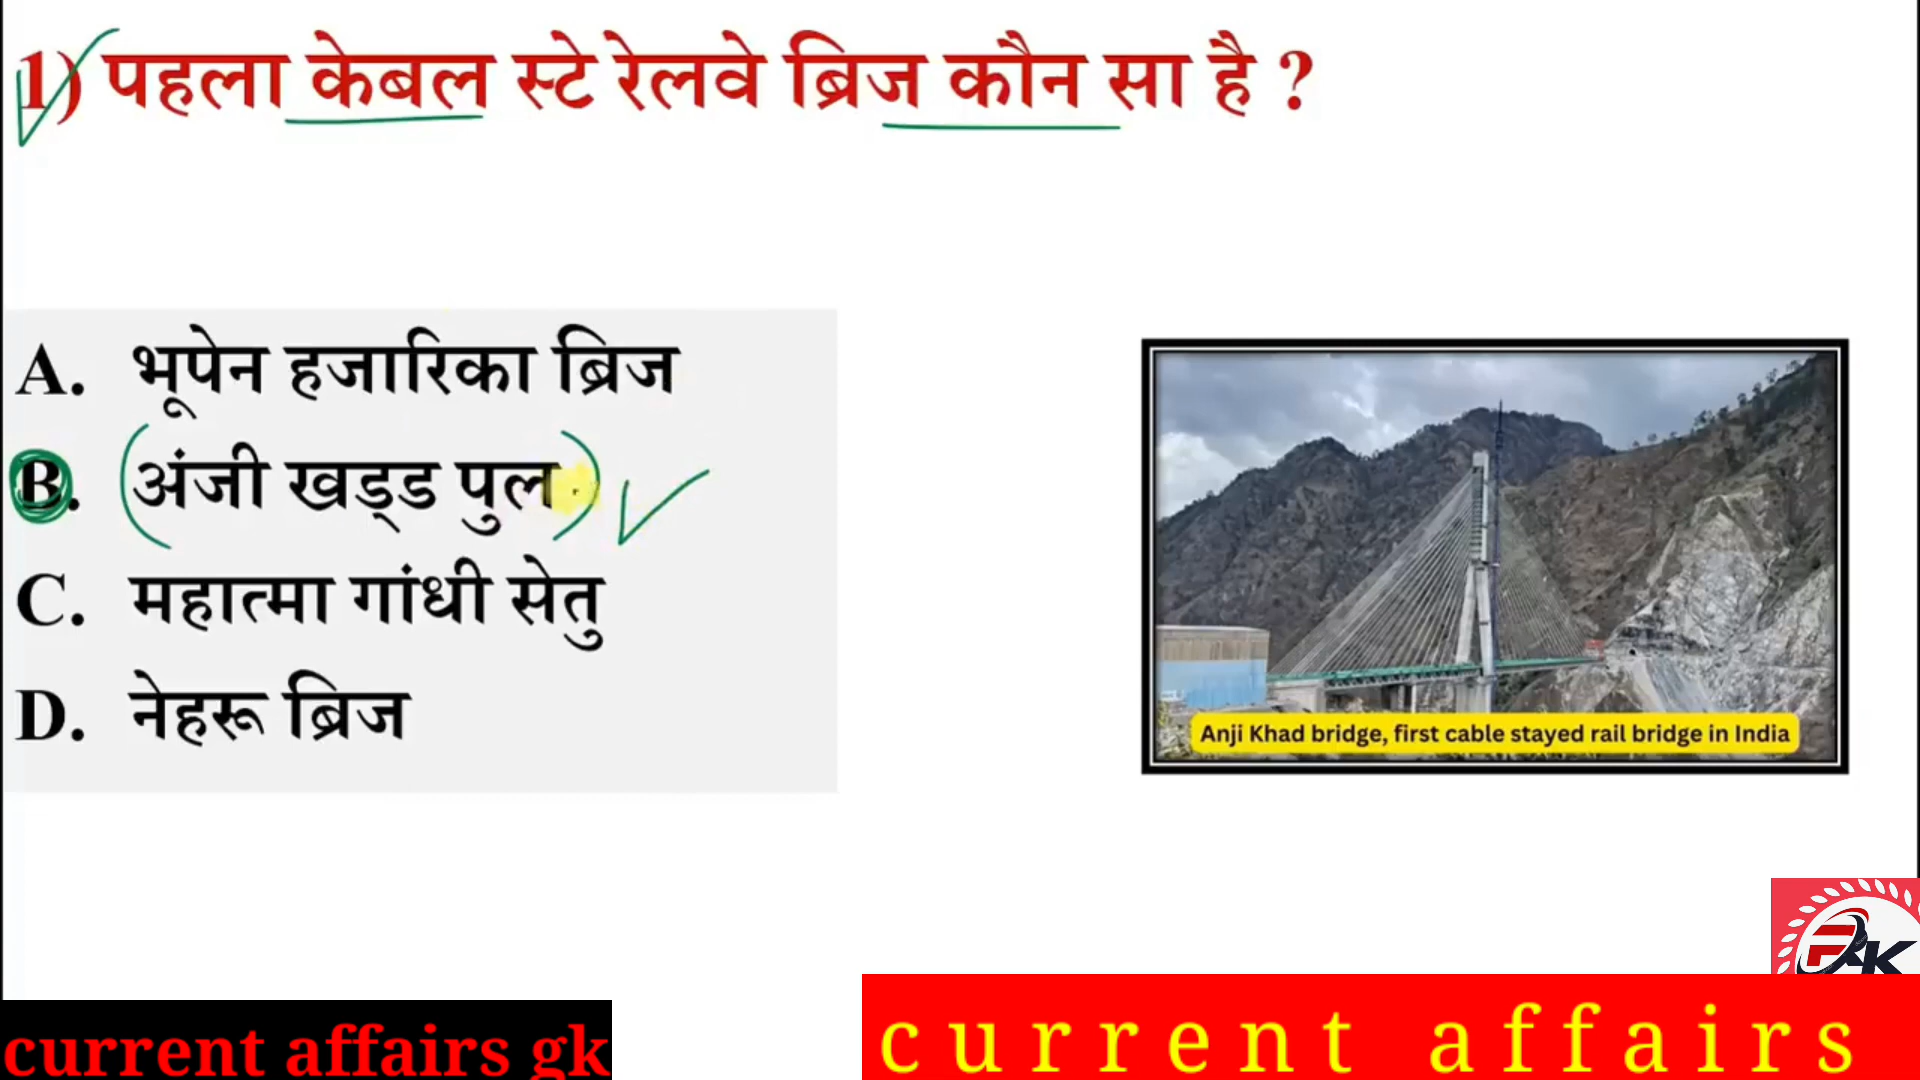 1) पहला केबल स्टे रेलवे ब्रिज कौन सा है ?
A. भूपेन हजारिका ब्रिज
B. अंजी खड्ड पुल
C. महात्मा गांधी सेतु
D. नेहरू ब्रिज
Anji Khad bridge, first cable stayed rail bridge in India
RK
current affairs gk
current affairs